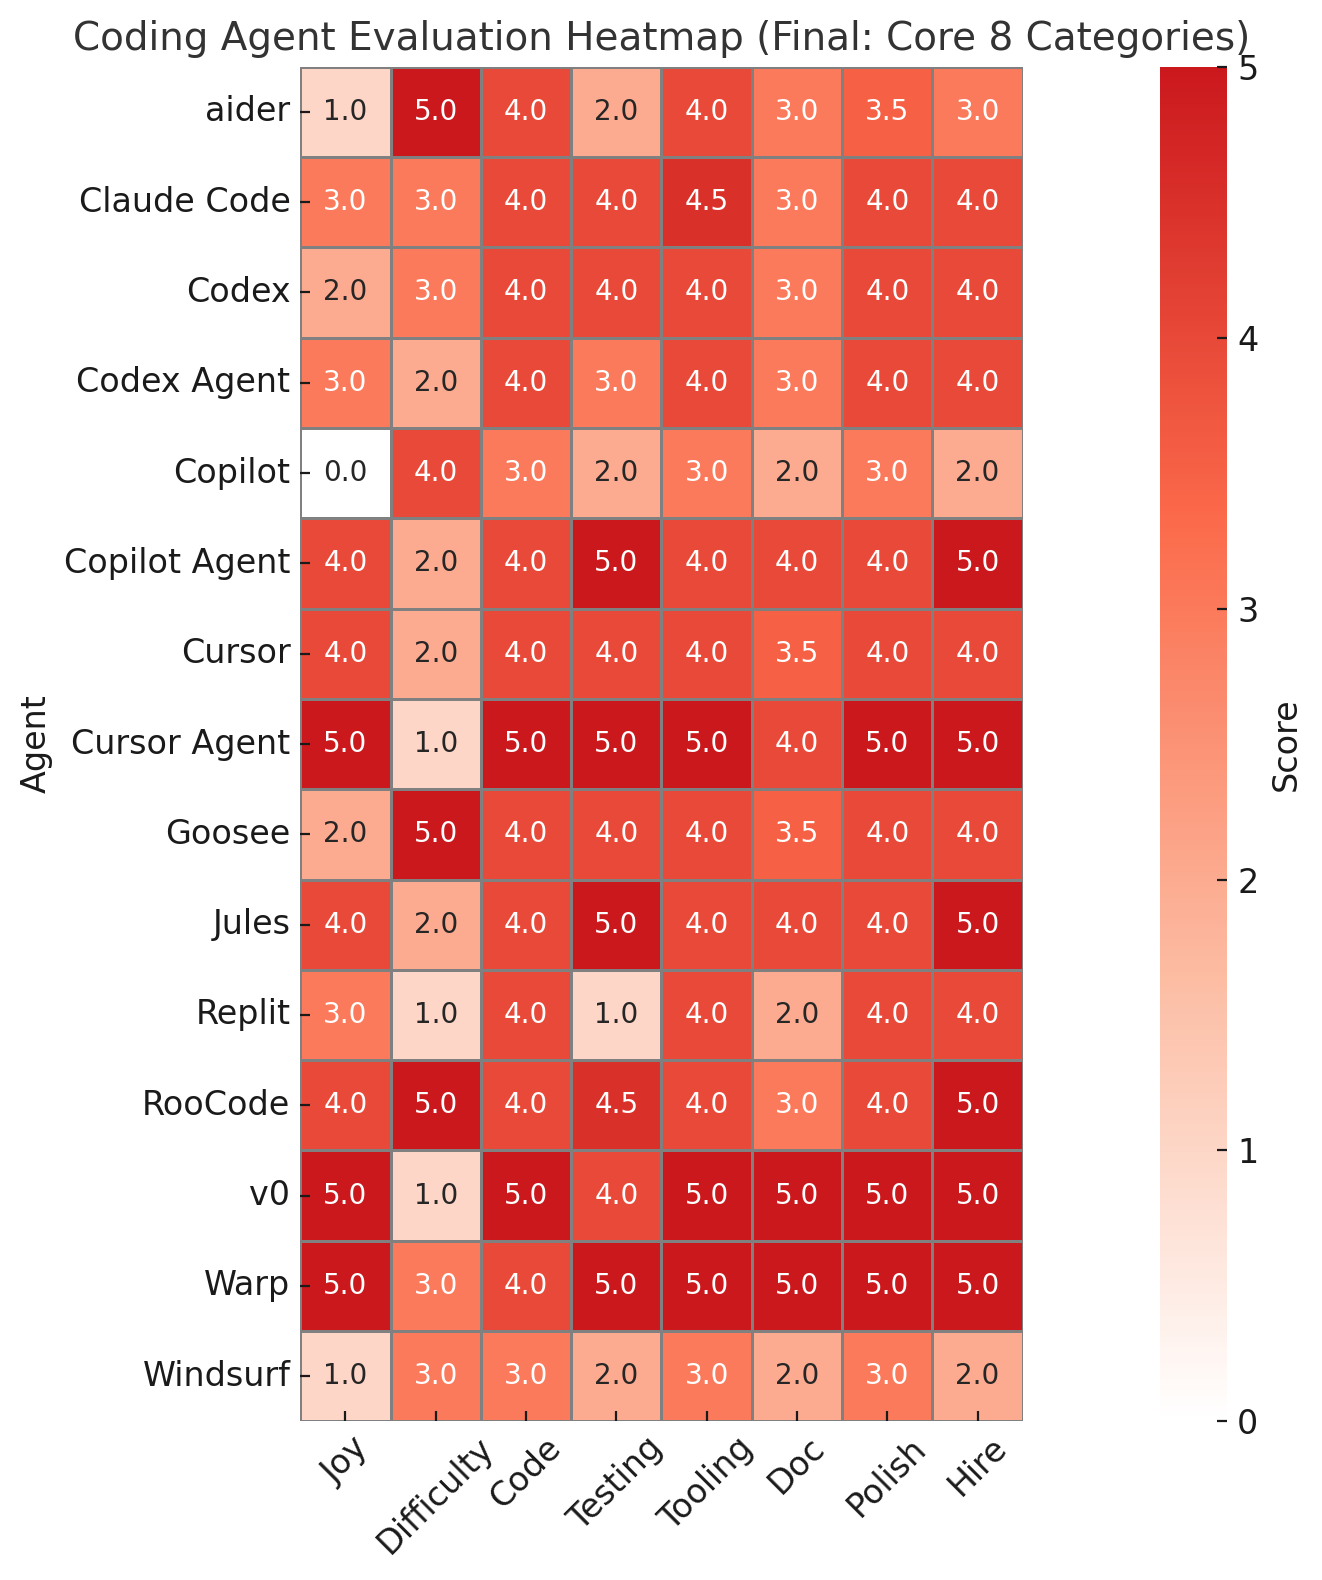 Coding Agent Evaluation Heatmap (Final: Core 8 Categories)
aider 1.0 5.0 4.0 2.0 4.0 3.0 3.5 3.0
Claude Code 3.0 3.0 4.0 4.0 4.5 3.0 4.0 4.0
Codex 2.0 3.0 4.0 4.0 4.0 3.0 4.0 4.0
Codex Agent 3.0 2.0 4.0 3.0 4.0 3.0 4.0 4.0
Copilot 0.0 4.0 3.0 2.0 3.0 2.0 3.0 2.0
Copilot Agent 4.0 2.0 4.0 5.0 4.0 4.0 4.0 5.0
Cursor 4.0 2.0 4.0 4.0 4.0 3.5 4.0 4.0
Cursor Agent 5.0 1.0 5.0 5.0 5.0 4.0 5.0 5.0
Goosee 2.0 5.0 4.0 4.0 4.0 3.5 4.0 4.0
Jules 4.0 2.0 4.0 5.0 4.0 4.0 4.0 5.0
Replit 3.0 1.0 4.0 1.0 4.0 2.0 4.0 4.0
RooCode 4.0 5.0 4.0 4.5 4.0 3.0 4.0 5.0
v0 5.0 1.0 5.0 4.0 5.0 5.0 5.0 5.0
Warp 5.0 3.0 4.0 5.0 5.0 5.0 5.0 5.0
Windsurf 1.0 3.0 3.0 2.0 3.0 2.0 3.0 2.0
Joy Difficulty Code Testing Tooling Doc Polish Hire
Agent
5
4
3
2
1
0
Score